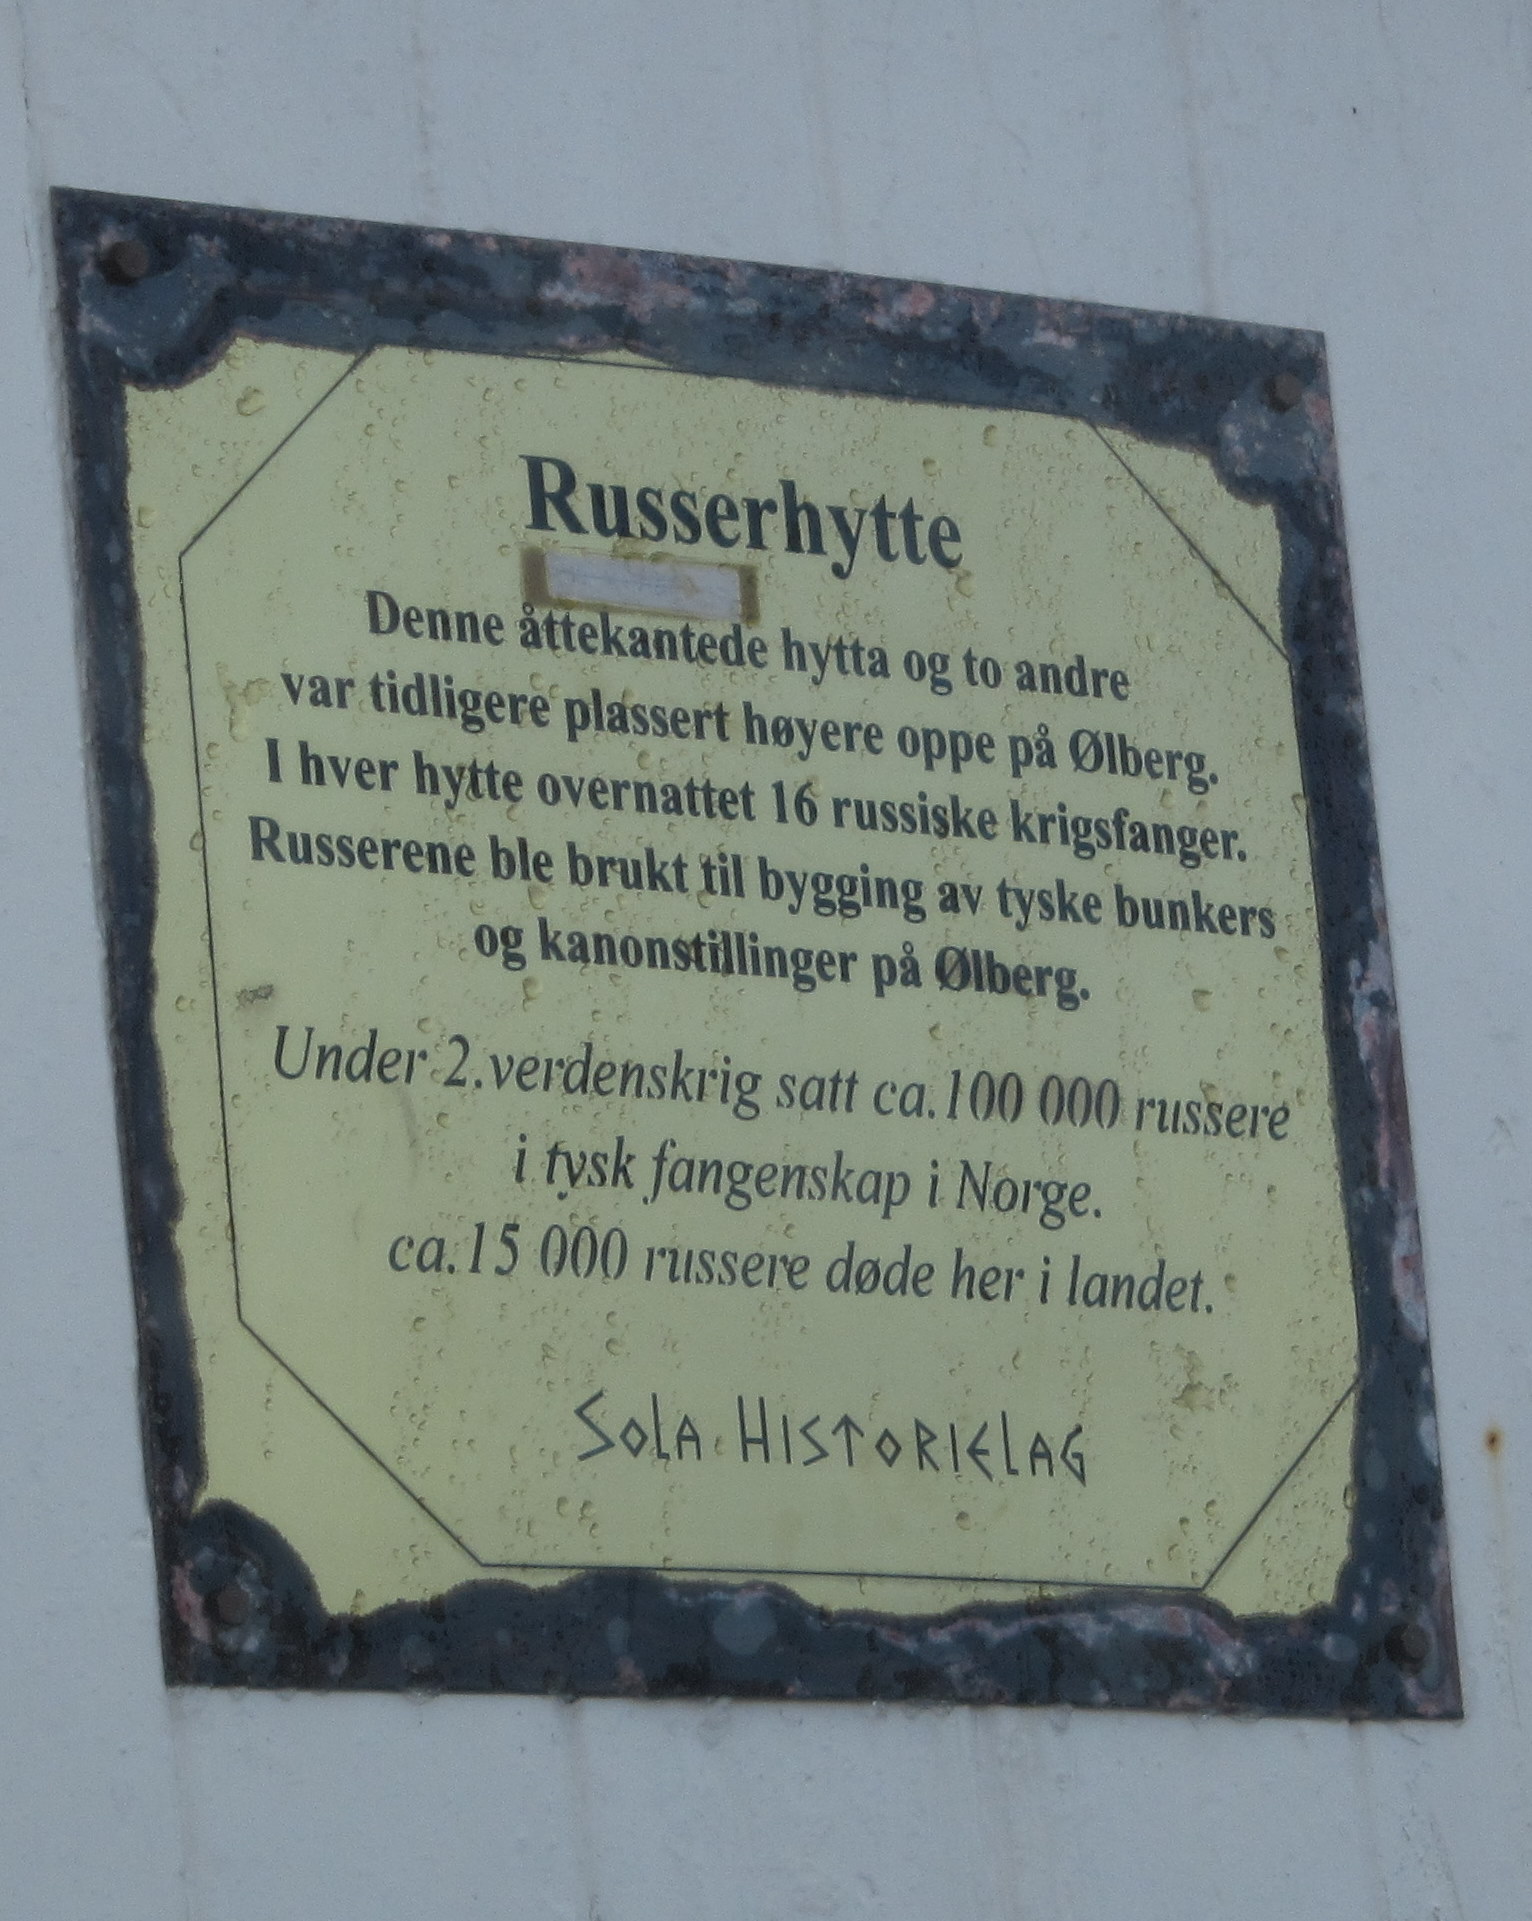 Russerhytte
Denne åttekantede hytta og to andre
var tidligere plassert høyere oppe på Ølberg.
I hver hytte overnattet 16 russiske krigsfanger.
Russerene ble brukt til bygging av tyske bunkers
og kanonstillinger på Ølberg.
Under 2.verdenskrig satt ca.100 000 russere
i tysk fangenskap i Norge.
ca.15 000 russere døde her i landet.
SOLA HISTORIELAG